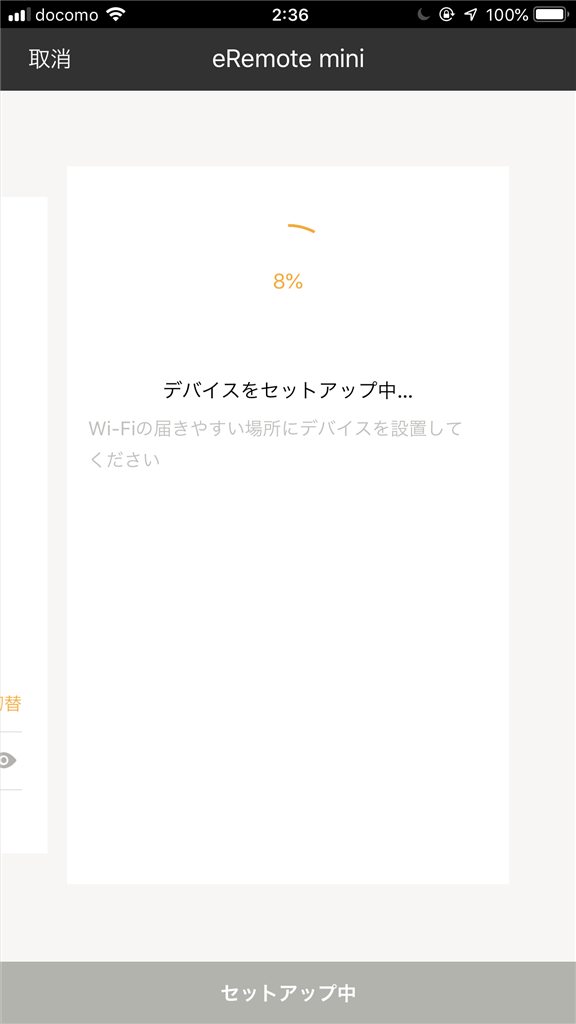 docomo 2:36 100%
取消 eRemote mini
8%
デバイスをセットアップ中...
Wi-Fiの届きやすい場所にデバイスを設置して
ください
替
セットアップ中